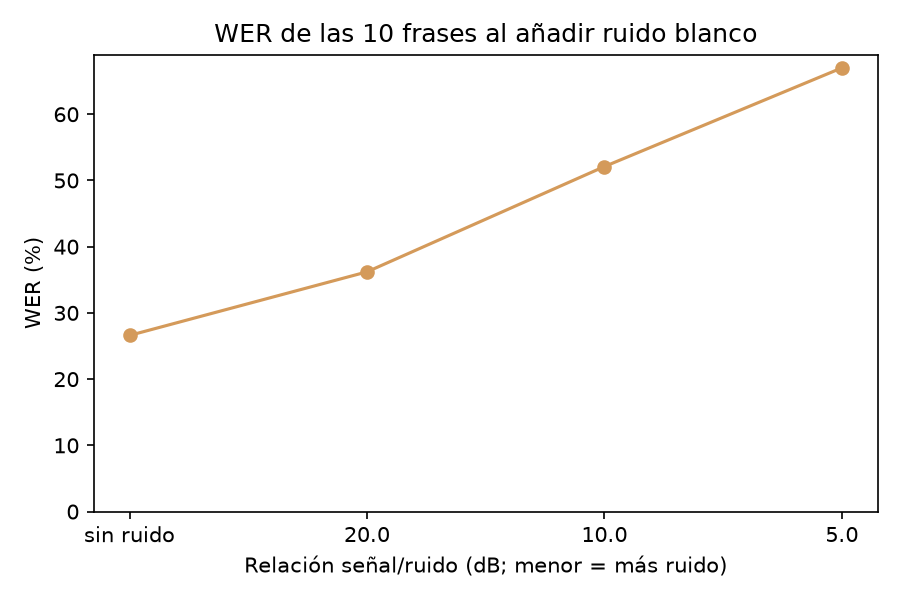 WER de las 10 frases al añadir ruido blanco
WER (%)
60
50
40
30
20
10
0
sin ruido 20.0 10.0 5.0
Relación señal/ruido (dB; menor = más ruido)